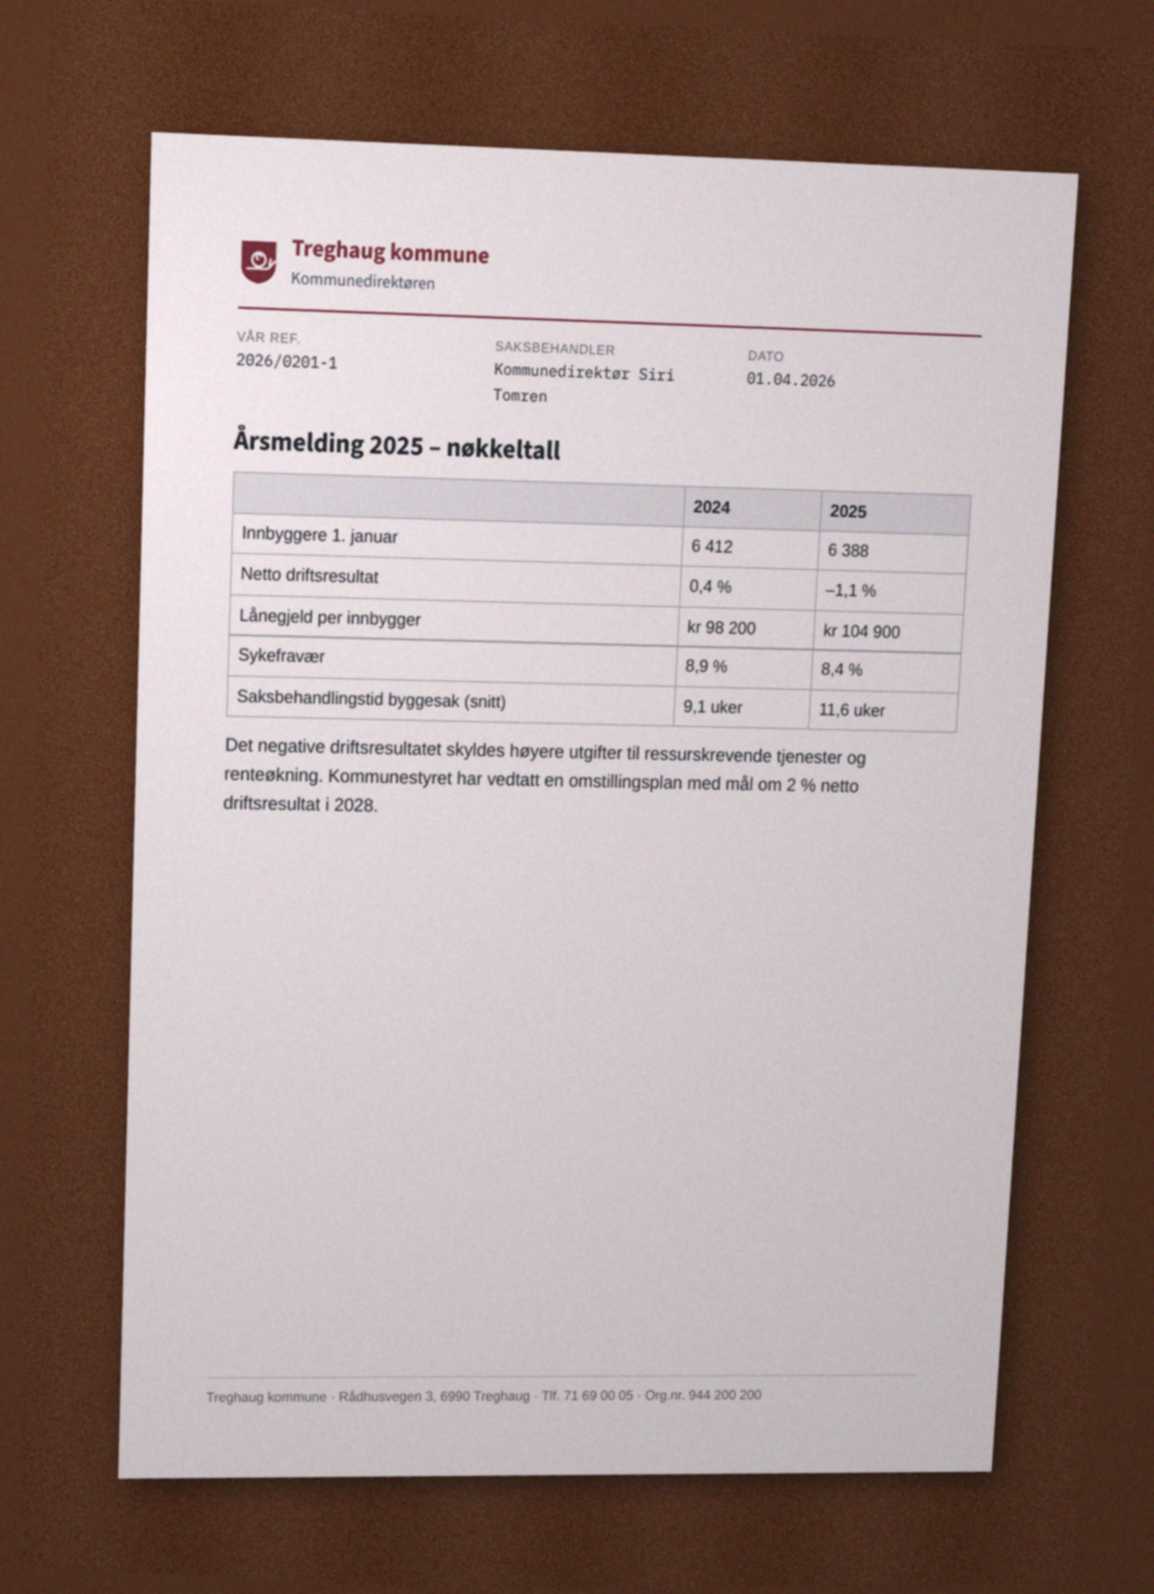 Treghaug kommune
Kommunedirektøren
VÅR REF.
2026/0201-1
SAKSBEHANDLER
Kommunedirektør Siri
Tomren
DATO
01.04.2026
Årsmelding 2025 – nøkkeltall
2024 2025
Innbyggere 1. januar 6 412 6 388
Netto driftsresultat 0,4 % –1,1 %
Lånegjeld per innbygger kr 98 200 kr 104 900
Sykefravær 8,9 % 8,4 %
Saksbehandlingstid byggesak (snitt) 9,1 uker 11,6 uker
Det negative driftsresultatet skyldes høyere utgifter til ressurskrevende tjenester og
renteøkning. Kommunestyret har vedtatt en omstillingsplan med mål om 2 % netto
driftsresultat i 2028.
Treghaug kommune · Rådhusvegen 3, 6990 Treghaug · Tlf. 71 69 00 05 · Org.nr. 944 200 200